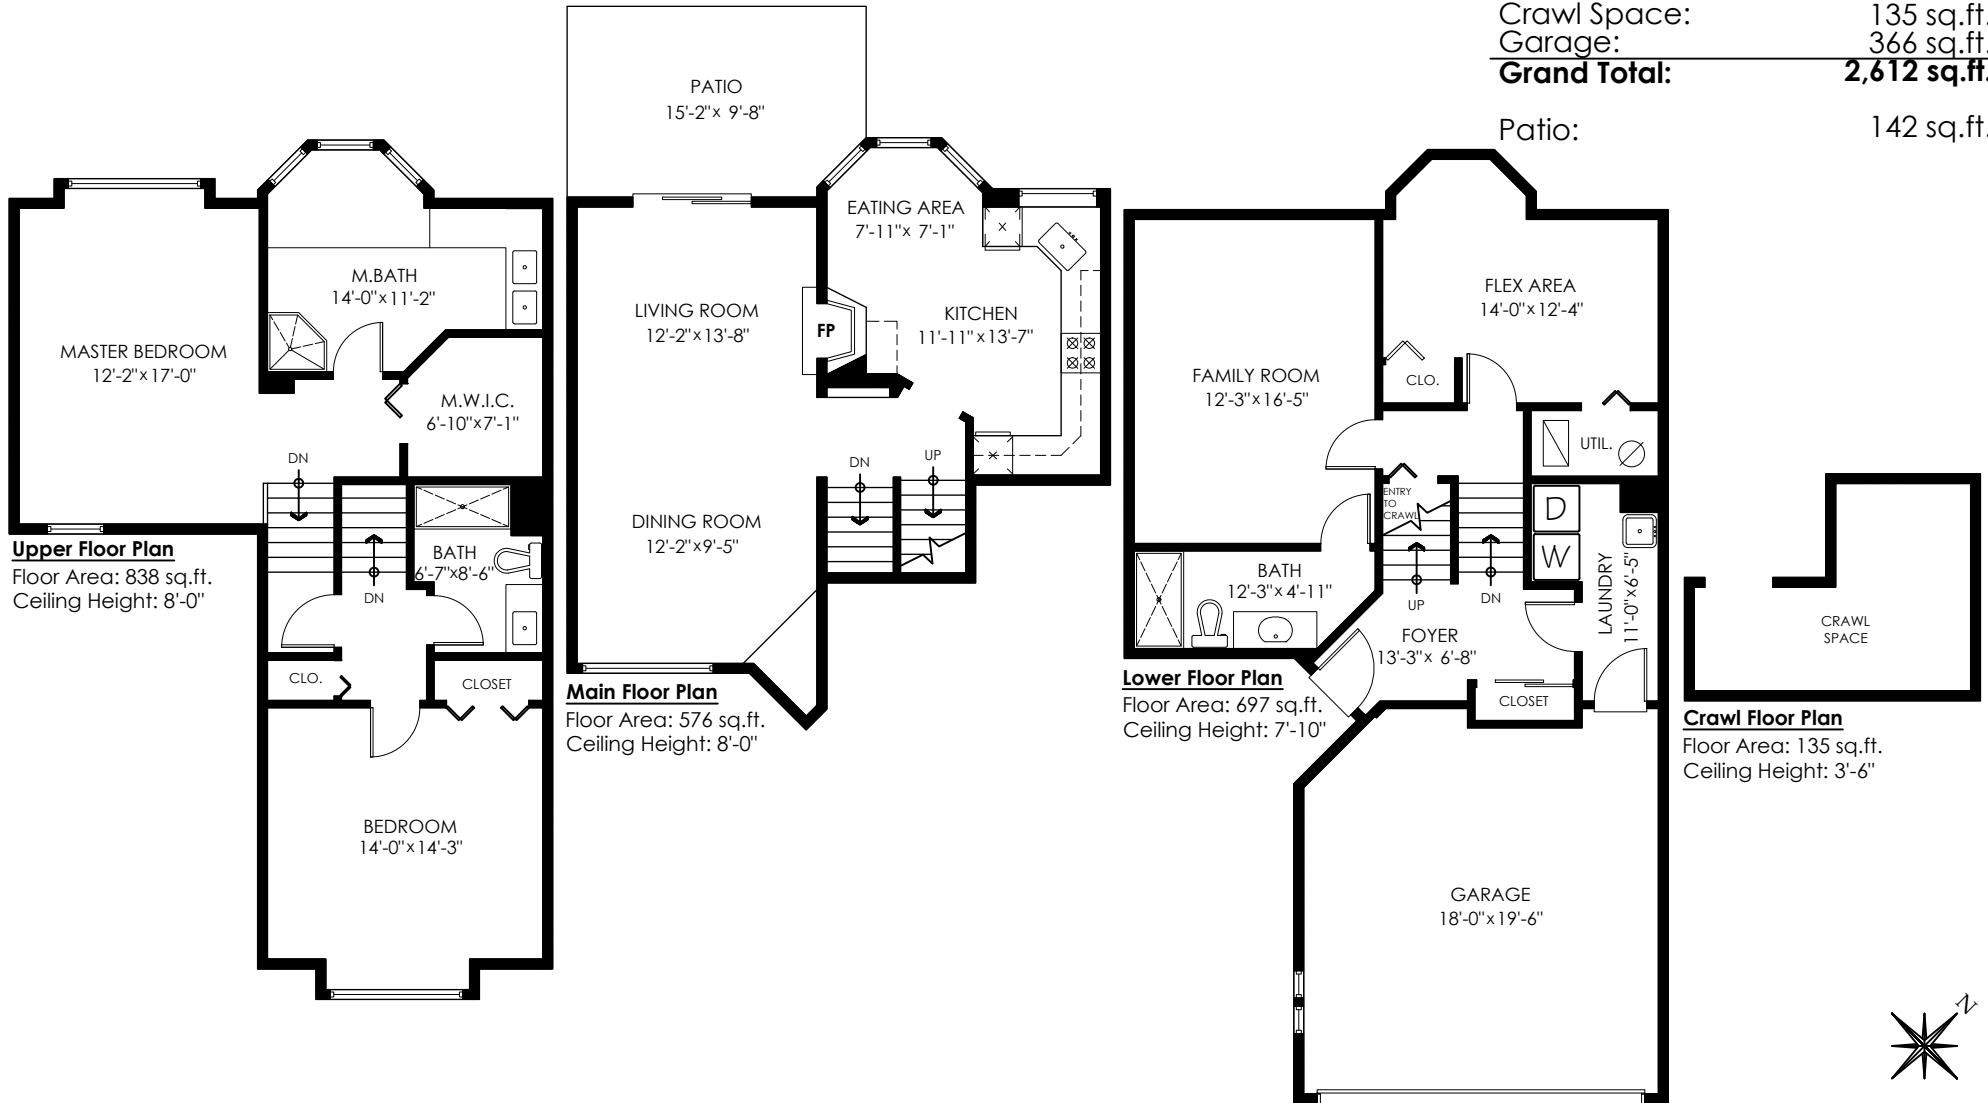 Crawl Space: 135 sq.ft.
Garage: 366 sq.ft.
Grand Total: 2,612 sq.ft.
Patio: 142 sq.ft.
M.BATH
14'-0"x11'-2"
MASTER BEDROOM
12'-2"x17'-0"
M.W.I.C.
6'-10"x7'-1"
DN
BATH
6'-7"x8'-6"
DN
CLO.
CLOSET
BEDROOM
14'-0"x14'-3"
Upper Floor Plan
Floor Area: 838 sq.ft.
Ceiling Height: 8'-0"
PATIO
15'-2"x 9'-8"
EATING AREA
7'-11"x 7'-1"
LIVING ROOM
12'-2"x13'-8"
FP
KITCHEN
11'-11"x13'-7"
DN
UP
DINING ROOM
12'-2"x9'-5"
Main Floor Plan
Floor Area: 576 sq.ft.
Ceiling Height: 8'-0"
FLEX AREA
14'-0"x12'-4"
FAMILY ROOM
12'-3"x16'-5"
CLO.
UTIL.
ENTRY
TO
CRAWL
D
W
LAUNDRY
11'-0"x6'-5"
BATH
12'-3"x 4'-11"
UP
DN
FOYER
13'-3"x 6'-8"
CLOSET
Lower Floor Plan
Floor Area: 697 sq.ft.
Ceiling Height: 7'-10"
GARAGE
18'-0"x19'-6"
CRAWL
SPACE
Crawl Floor Plan
Floor Area: 135 sq.ft.
Ceiling Height: 3'-6"
N